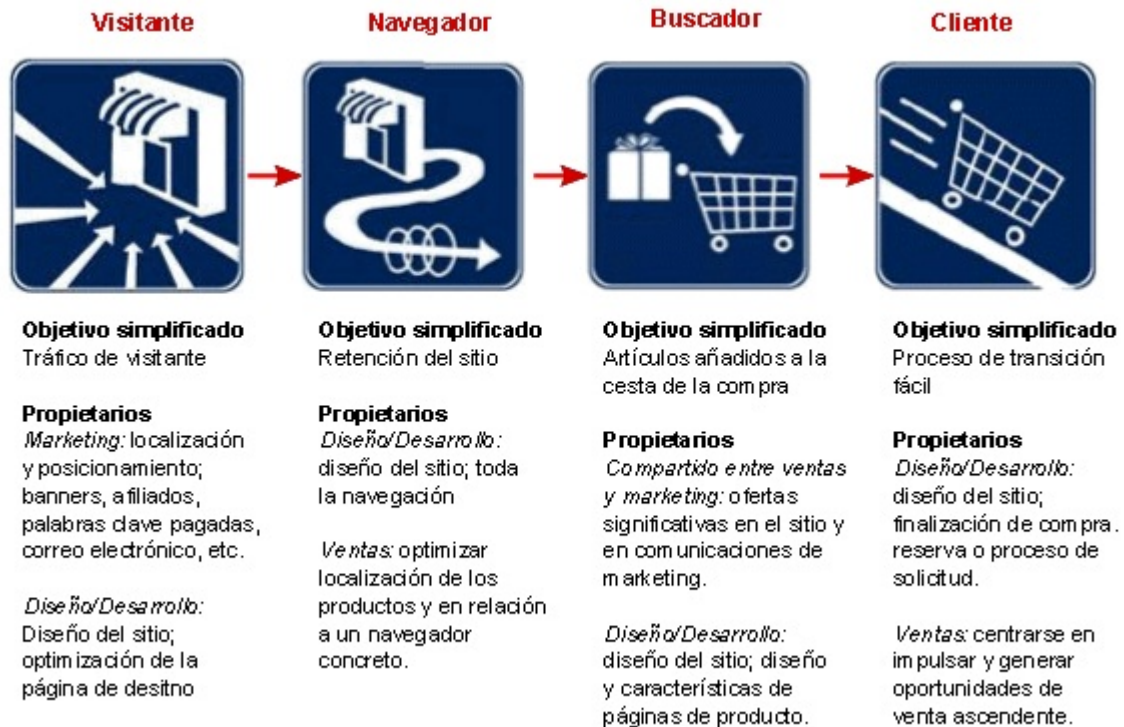 Visitante
Navegador
Buscador
Cliente
Objetivo simplificado
Tráfico de visitante
Propietarios
Marketing: localización
y posicionamiento;
banners, afiliados,
palabras clave pagadas,
correo electrónico, etc.
Diseño/Desarrollo:
Diseño del sitio;
optimización de la
página de desitno
Objetivo simplificado
Retención del sitio
Propietarios
Diseño/Desarrollo:
diseño del sitio; toda
la navegación
Ventas: optimizar
localización de los
productos y en relación
a un navegador
concreto.
Objetivo simplificado
Artículos añadidos a la
cesta de la compra
Propietarios
Compartido entre ventas
y marketing: ofertas
significativas en el sitio y
en comunicaciones de
marketing.
Diseño/Desarrollo:
diseño del sitio; diseño
y características de
páginas de producto.
Objetivo simplificado
Proceso de transición
fácil
Propietarios
Diseño/Desarrollo:
diseño del sitio;
finalización de compra.
reserva o proceso de
solicitud.
Ventas: centrarse en
impulsar y generar
oportunidades de
venta ascendente.